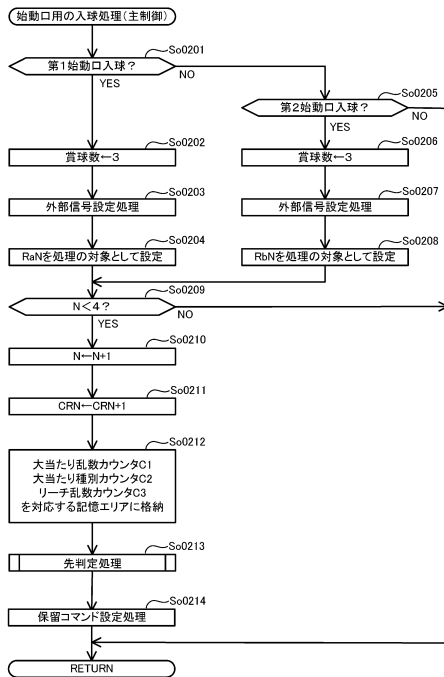 始動口用の入球処理(主制御)
So0201
第1始動口入球?
NO
YES
So0205
第2始動口入球?
NO
YES
So0202
賞球数←3
So0206
賞球数←3
So0203
外部信号設定処理
So0207
外部信号設定処理
So0204
RaNを処理の対象として設定
So0208
RbNを処理の対象として設定
So0209
N<4?
NO
YES
So0210
N←N+1
So0211
CRN←CRN+1
So0212
大当たり乱数カウンタC1
大当たり種別カウンタC2
リーチ乱数カウンタC3
を対応する記憶エリアに格納
So0213
先判定処理
So0214
保留コマンド設定処理
RETURN